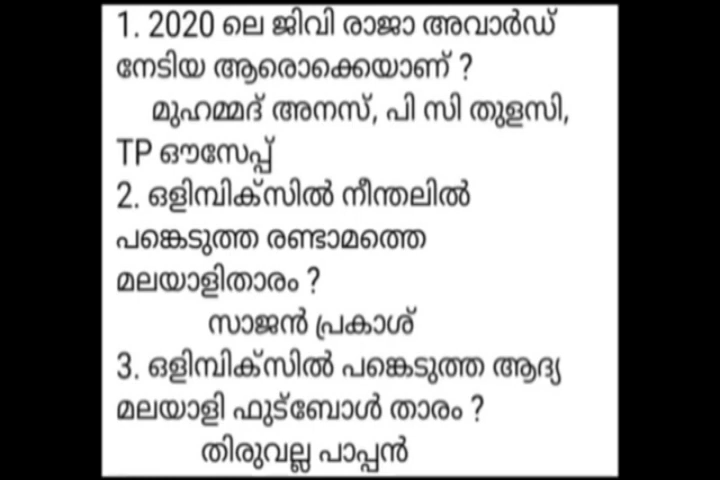 1. 2020 ലെ ജിവി രാജാ അവാർഡ്
നേടിയ ആരൊക്കെയാണ് ?
മുഹമ്മദ് അനസ്, പി സി തുളസി,
TP ഔസേപ്പ്
2. ഒളിമ്പിക്സിൽ നീന്തലിൽ
പങ്കെടുത്ത രണ്ടാമത്തെ
മലയാളിതാരം ?
സാജൻ പ്രകാശ്
3. ഒളിമ്പിക്സിൽ പങ്കെടുത്ത ആദ്യ
മലയാളി ഫുട്ബോൾ താരം ?
തിരുവല്ല പാപ്പൻ